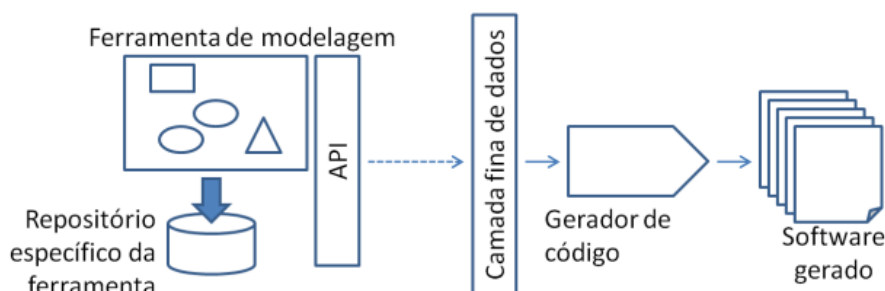 Ferramenta de modelagem
API
Repositório
específico da
ferramenta
Camada fina de dados
Gerador de
código
Software
gerado